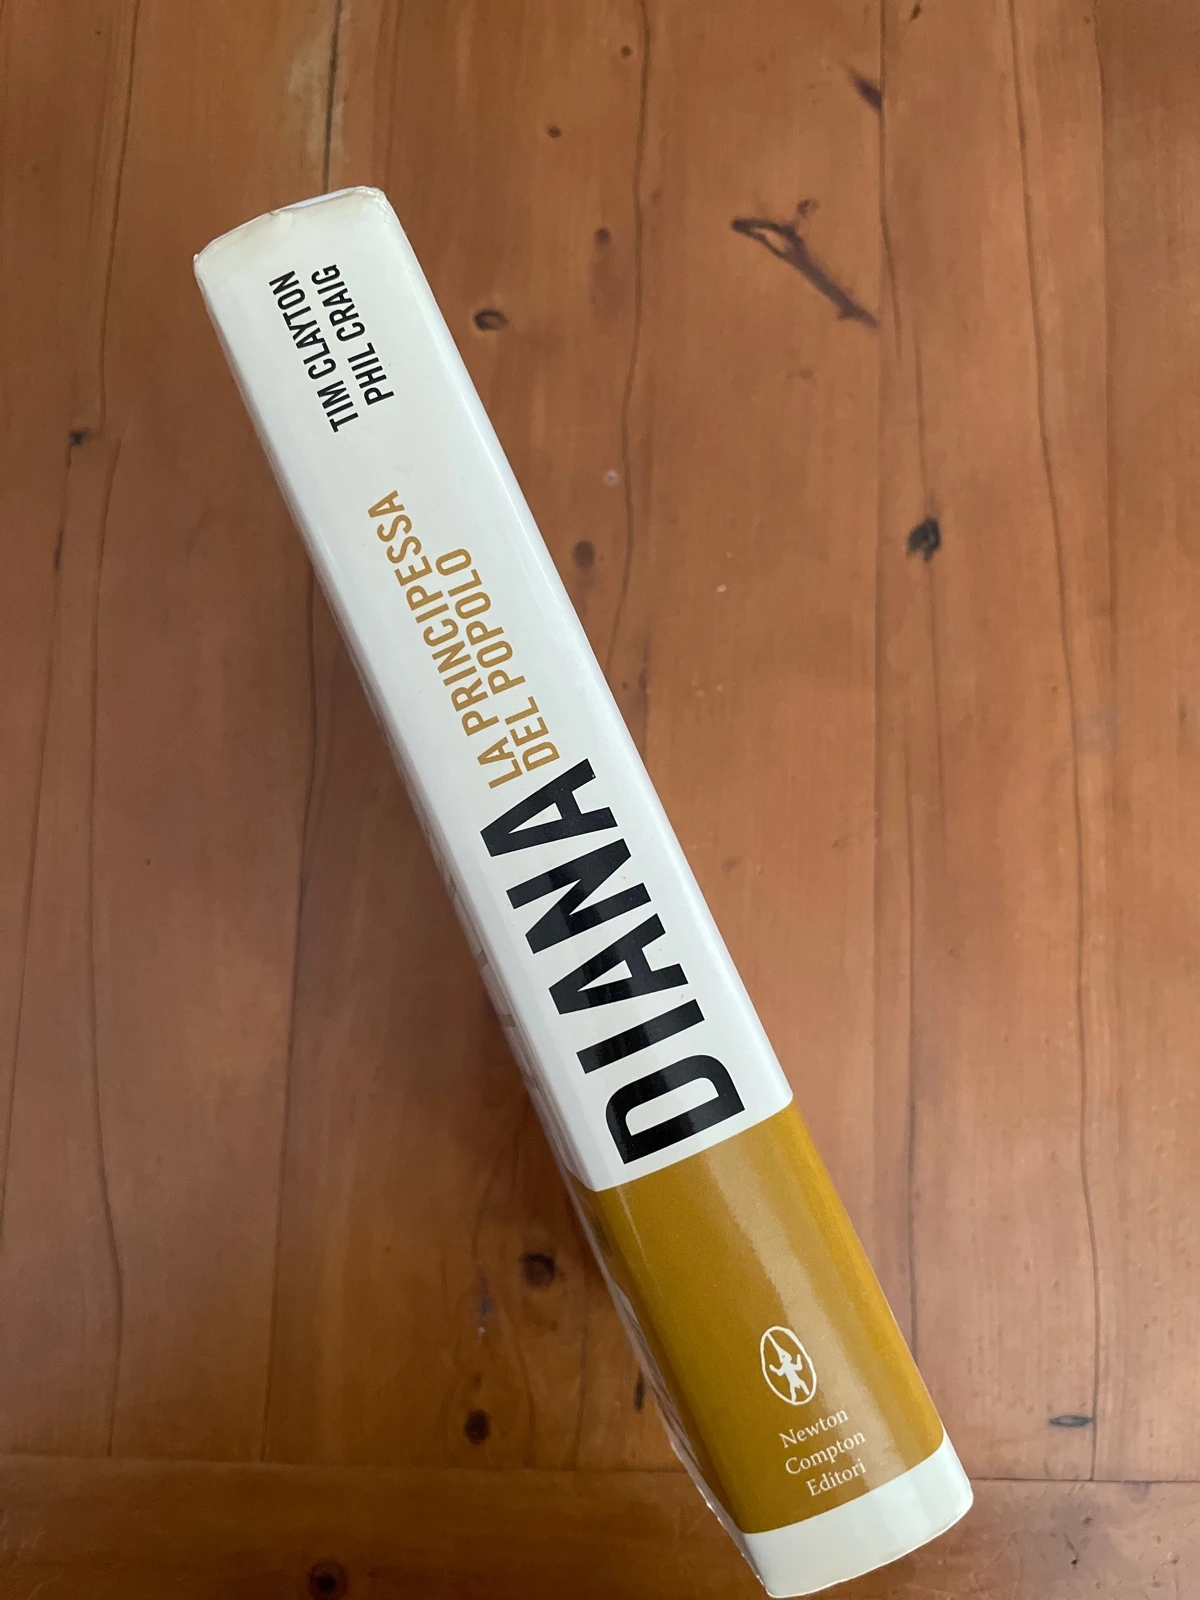 TIM CLAYTON
PHIL CRAIG
LA PRINCIPESSA
DEL POPOLO
DIANA
Newton
Compton
Editori